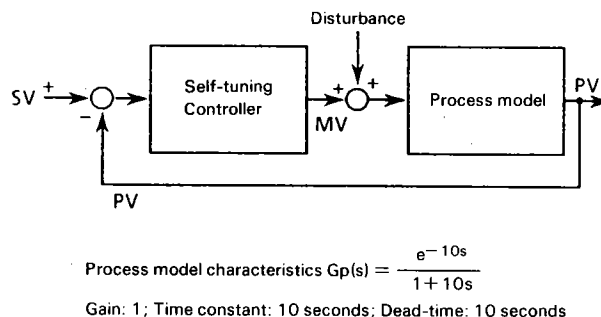 Disturbance
SV
+
−
Self-tuning
Controller
+
+
MV
Process model
PV
PV
Process model characteristics Gp(s) = e^{-10s} / 1 + 10s
Gain: 1; Time constant: 10 seconds; Dead-time: 10 seconds